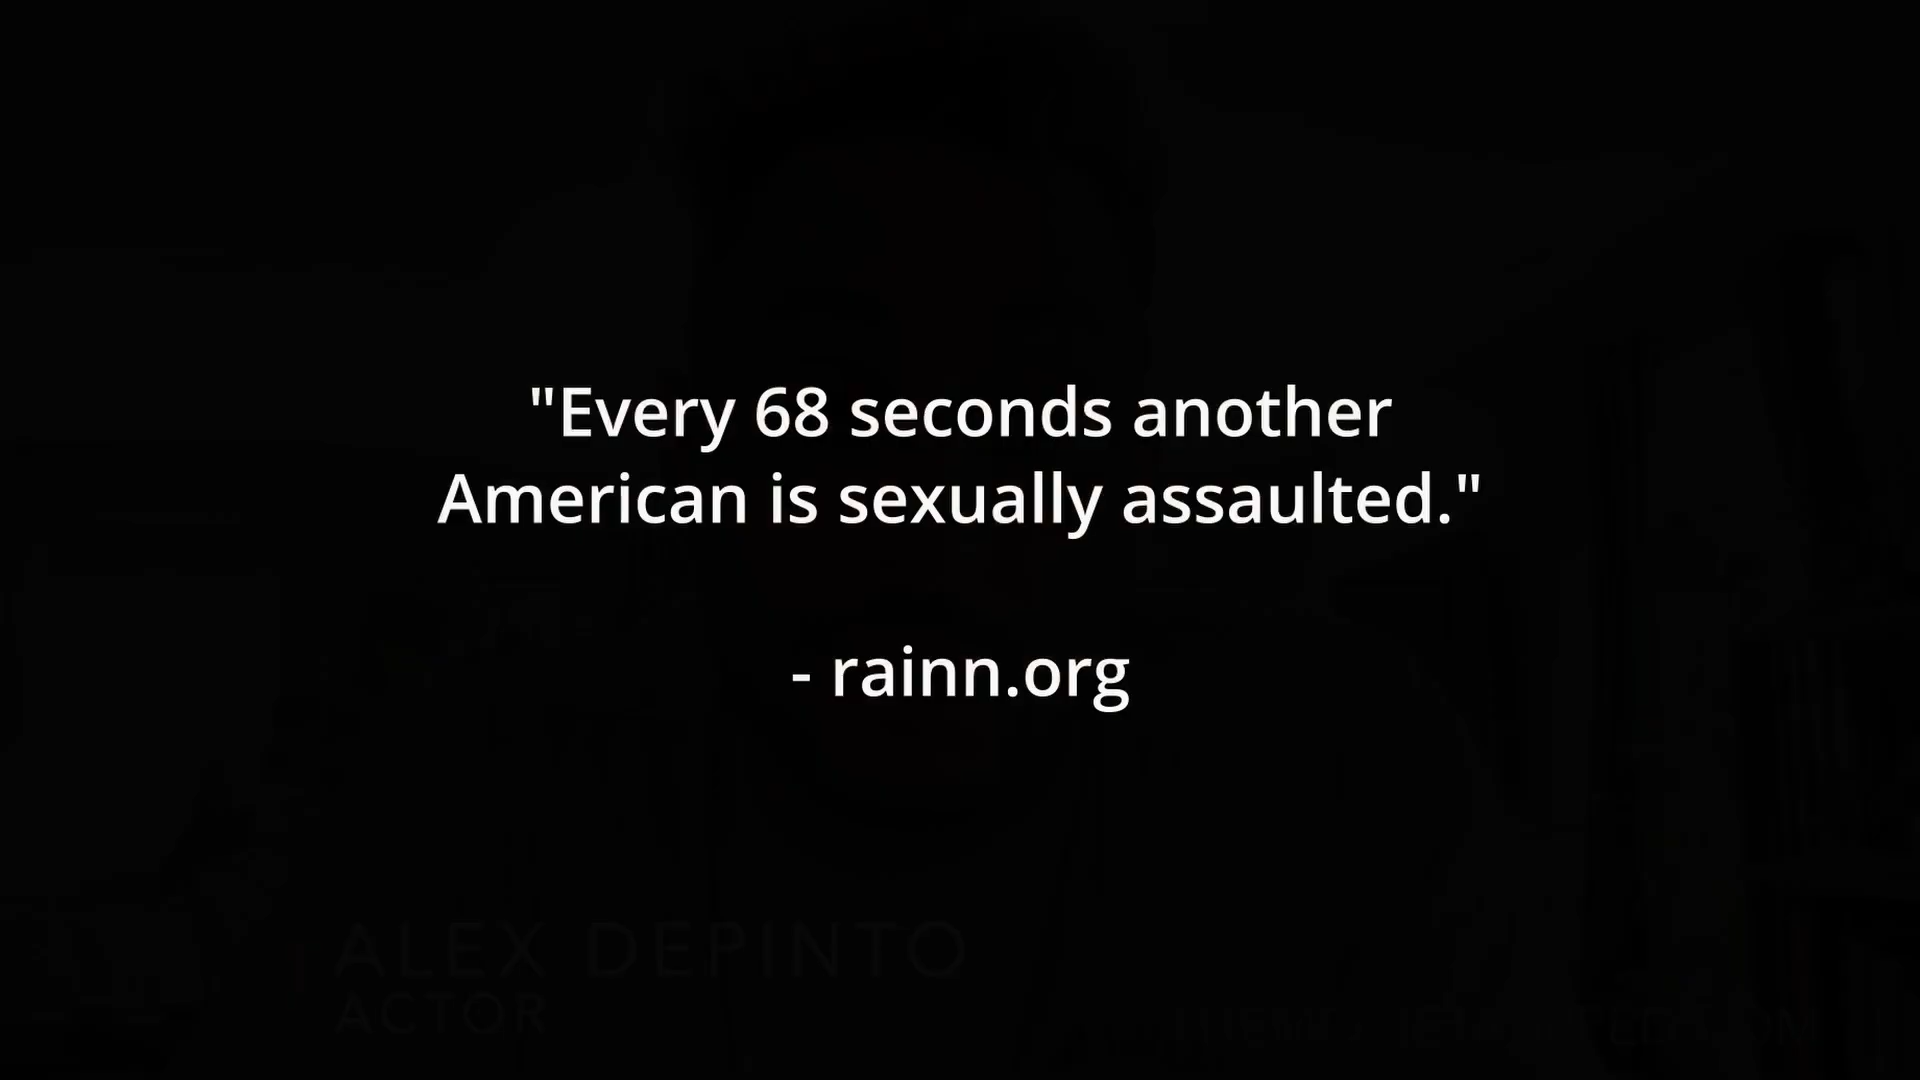 "Every 68 seconds another
American is sexually assaulted."
- rainn.org
ALEX DEPINTO
ACTOR